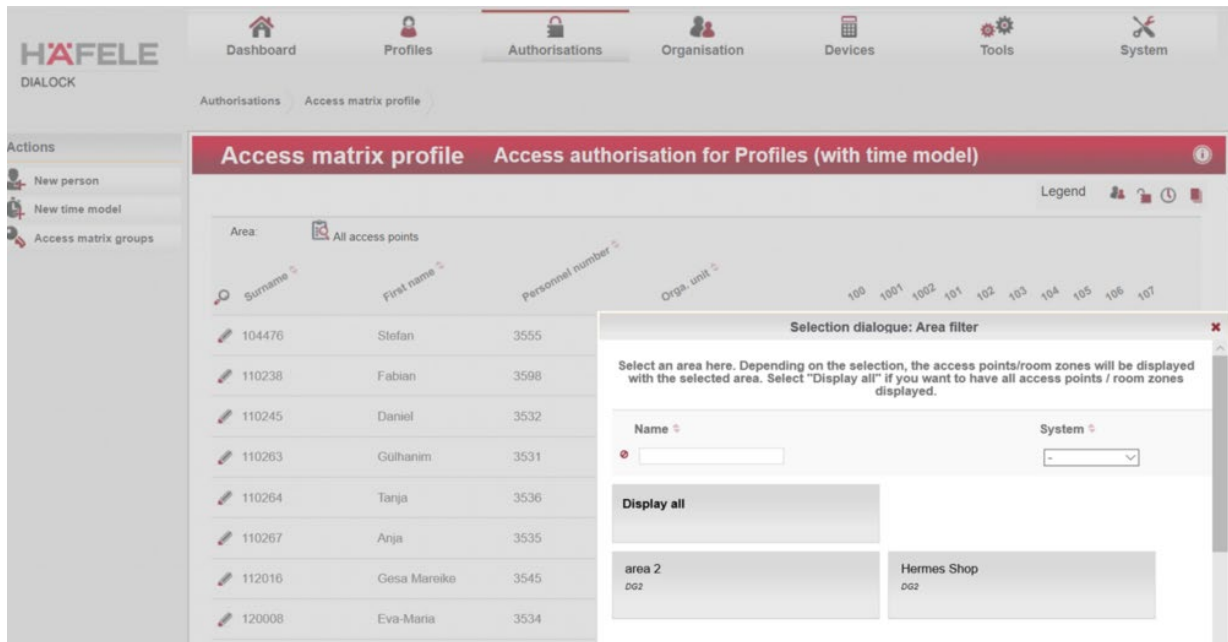 HÄFELE
DIALOCK
Dashboard
Profiles
Authorisations
Organisation
Devices
Tools
System
Authorisations Access matrix profile
Actions
New person
New time model
Access matrix groups
Access matrix profile Access authorisation for Profiles (with time model)
Legend
Area: All access points
Surname First name Personnel number Orga. unit 100 1001 1002 101 102 103 104 105 106 107
104476 Stefan 3555
110238 Fabian 3598
110245 Daniel 3532
110263 Gülhanim 3531
110264 Tanja 3536
110267 Anja 3535
112016 Gesa Mareike 3545
120008 Eva-Maria 3534
Selection dialogue: Area filter
Select an area here. Depending on the selection, the access points/room zones will be displayed
with the selected area. Select "Display all" if you want to have all access points / room zones
displayed.
Name System
-
Display all
area 2
DG2
Hermes Shop
DG2